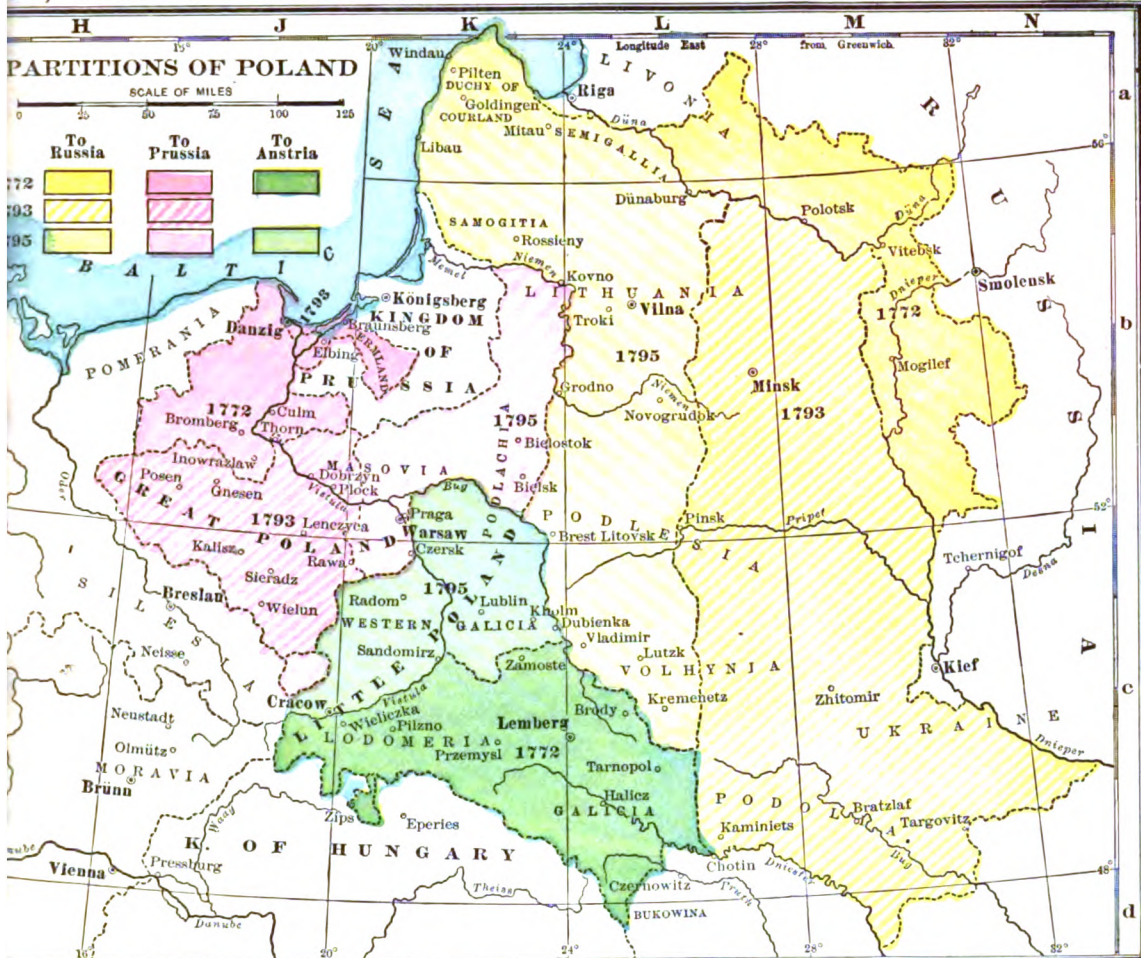 H J K L M N
15° 20° 24° Longitude East 28° from Greenwich 32°
PARTITIONS OF POLAND
SCALE OF MILES
0 25 50 75 100 125
To Russia
To Prussia
To Austria
772
793
795
a
b
c
d
56°
52°
48°
16° 20° 24° 28° 32°
BALTIC SEA
LIVONIA
RUSSIA
Windau
Pilten
DUCHY OF
COURLAND
Goldingen
Mitau
Riga
Düna
SEMIGALLIA
Libau
Dünaburg
Polotsk
Düna
Vitebsk
SAMOGITIA
Rossieny
Niemen
Memel
Kovno
LITHUANIA
Troki
Vilna
Smolensk
Dnieper
1772
Mogilef
Königsberg
KINGDOM
OF
PRUSSIA
1793
Danzig
Braunsberg
Elbing
ERMLAND
POMERANIA
1795
Minsk
1793
Grodno
Niemen
Novogrudok
1772
Culm
Bromberg
Thorn
1795
Bielostok
Inowrazlaw
MASOVIA
Dobrzyn
Plock
Vistula
Bug
Bielsk
PODLACHIA
Posen
Gnesen
GREAT POLAND
1793
Lenczyca
Praga
Warsaw
Czersk
Kalisz
Rawa
Oder
PODLESIA
Brest Litovsk
Pinsk
Pripet
Tchernigof
Desna
Sieradz
Wielun
SILESIA
Breslau
Neisse
1795
Radom
Lublin
WESTERN
GALICIA
Kholm
Dubienka
Vladimir
Lutzk
VOLHYNIA
Sandomirz
Zamoste
Kief
Kremenetz
Zhitomir
Cracow
LITTLE POLAND
Vistula
Wieliczka
Pilzno
Lemberg
Brody
UKRAINE
Dnieper
Neustadt
Olmütz
MORAVIA
Brünn
LODOMERIA
Przemysl
1772
Tarnopol
Halicz
GALICIA
PODOLIA
Bratzlaf
Targovitz
Kaminiets
Bug
Zips
Eperies
Waag
K. OF HUNGARY
Pressburg
Vienna
Danube
Theiss
Czernowitz
Chotin
Dniester
Pruth
BUKOWINA